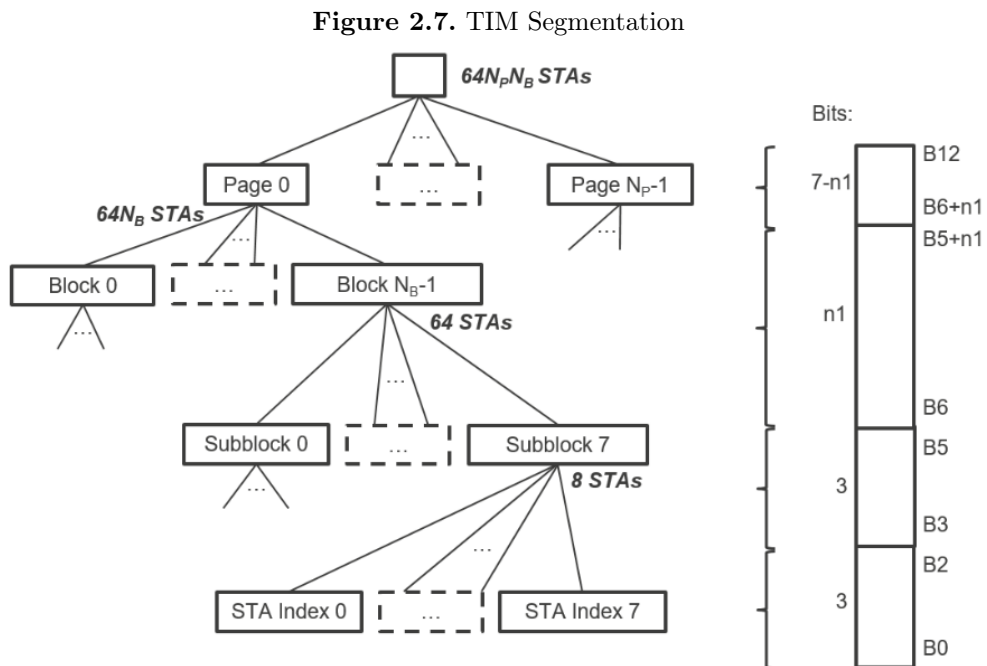 Figure 2.7. TIM Segmentation
64N_PN_B STAs
Bits:
...
B12
Page 0
...
Page N_P-1
7-n1
64N_B STAs
B6+n1
...
...
B5+n1
Block 0
...
Block N_B-1
...
64 STAs
n1
...
B6
Subblock 0
...
Subblock 7
B5
8 STAs
...
3
B3
...
B2
STA Index 0
...
STA Index 7
3
B0